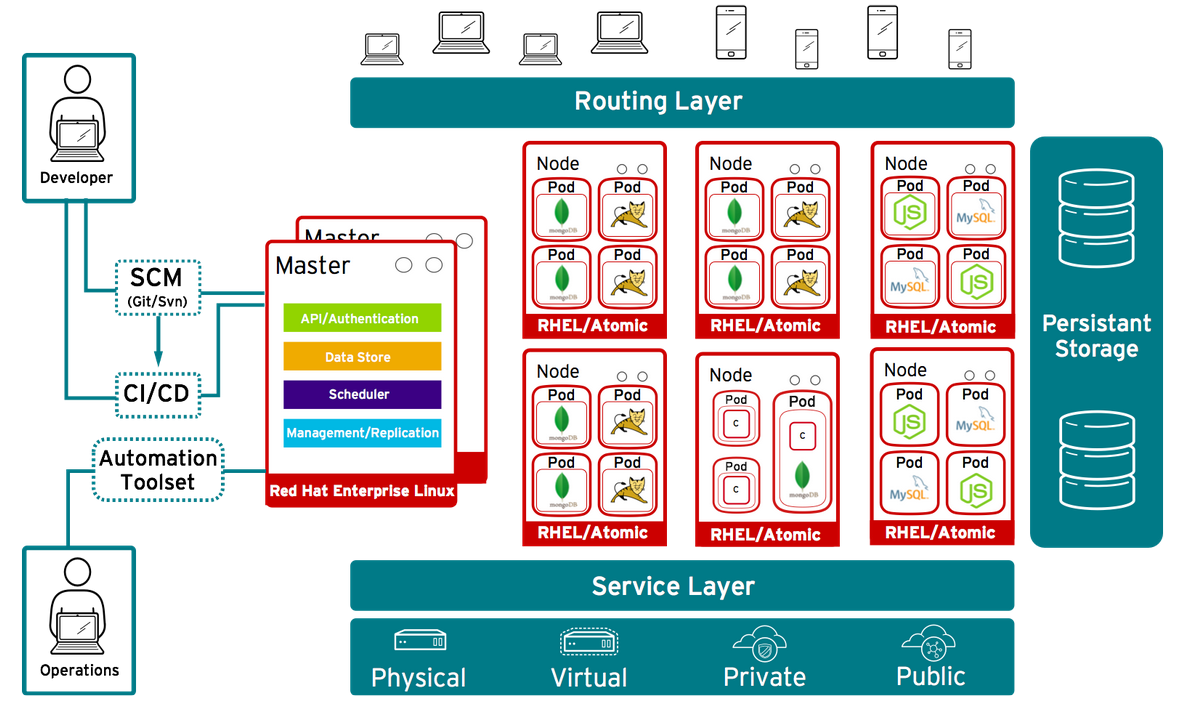 Routing Layer
Developer
SCM
(Git/Svn)
CI/CD
Automation
Toolset
Operations
Master
Master
API/Authentication
Data Store
Scheduler
Management/Replication
Red Hat Enterprise Linux
Node
Pod
Pod
mongoDB
Pod
Pod
mongoDB
RHEL/Atomic
Node
Pod
Pod
mongoDB
Pod
Pod
mongoDB
RHEL/Atomic
Node
Pod
Pod
JS
MySQL
Pod
Pod
MySQL
JS
RHEL/Atomic
Node
Pod
Pod
mongoDB
Pod
Pod
mongoDB
RHEL/Atomic
Node
Pod
Pod
C
C
Pod
C
mongoDB
RHEL/Atomic
Node
Pod
Pod
JS
MySQL
Pod
Pod
MySQL
JS
RHEL/Atomic
Persistant
Storage
Service Layer
Physical
Virtual
Private
Public